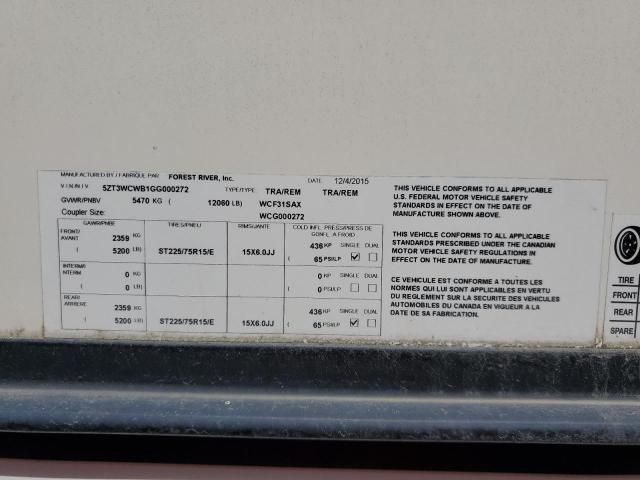 MANUFACTURED BY / FABRIQUE PAR FOREST RIVER, Inc. DATE 12/4/2015
V.I.N./N.I.V 5ZT3WCWB1GG000272 TYPE/TYPE: TRA/REM TRA/REM
GVWR/PNBV 5470 KG ( 12060 LB) WCF31SAX
Coupler Size: WCG000272
GAWR/PNBE TIRES/PNEU RIMS/JANTE COLD INFL. PRESS/PRESS DE GONFL. A FROID
FRONT/ AVANT 2359 KG 436 KP SINGLE DUAL
( 5200 LB) ST225/75R15/E 15X6.0JJ ( 65 PSI/LP
INTERM/ INTERM 0 KG 0 KP SINGLE DUAL
( 0 LB) ( 0 PSI/LP
REAR/ ARRIERE 2359 KG 436 KP SINGLE DUAL
( 5200 LB) ST225/75R15/E 15X6.0JJ ( 65 PSI/LP
THIS VEHICLE CONFORMS TO ALL APPLICABLE
U.S. FEDERAL MOTOR VEHICLE SAFETY
STANDARDS IN EFFECT ON THE DATE OF
MANUFACTURE SHOWN ABOVE.
THIS VEHICLE CONFORMS TO ALL APPLICABLE
STANDARDS PRESCRIBED UNDER THE CANADIAN
MOTOR VEHICLE SAFETY REGULATIONS IN
EFFECT ON THE DATE OF MANUFACTURE.
CE VEHICULE EST CONFORME A TOUTES LES
NORMES QUI LUI SONT APPLICABLES EN VERTU
DU REGLEMENT SUR LA SECURITE DES VEHICULES
AUTOMOBILES DU CANADA EN VIGUEUR A LA
DATE DE SA FABRICATION.
TIRE
FRONT
REAR
SPARE